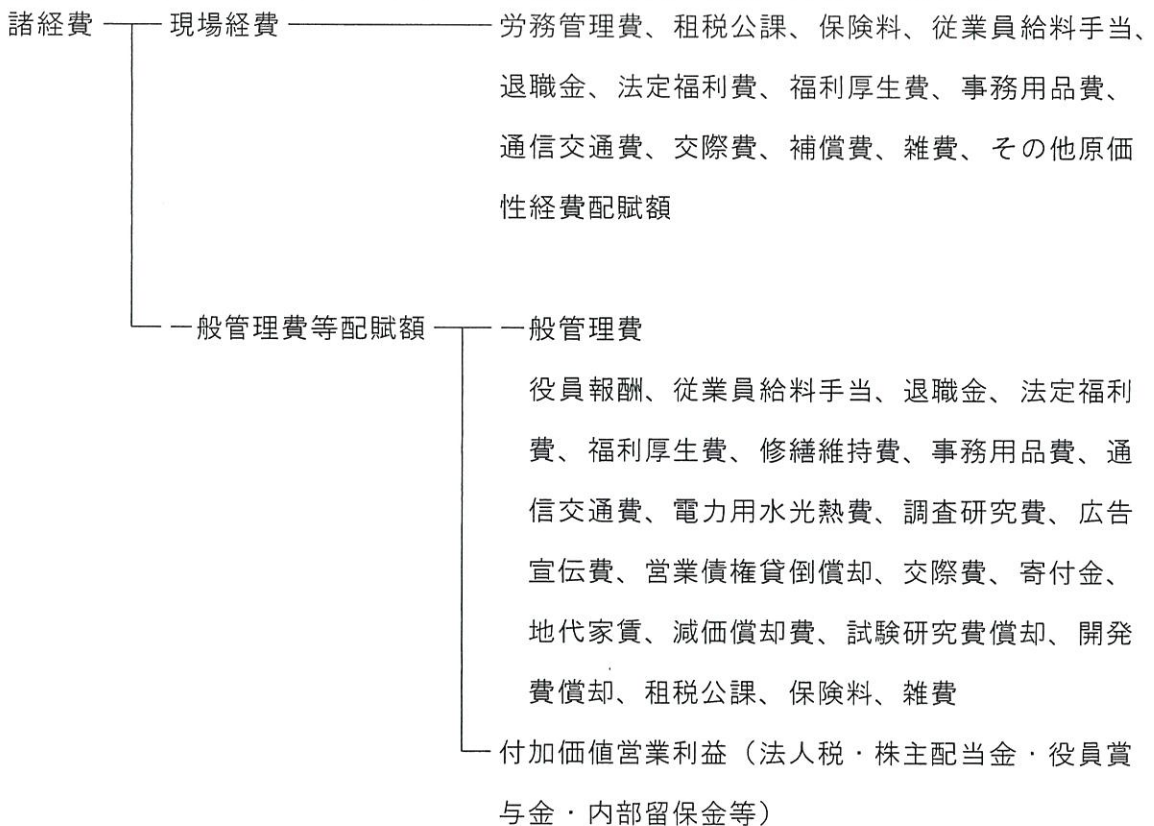 諸経費 現場経費 労務管理費、租税公課、保険料、従業員給料手当、
退職金、法定福利費、福利厚生費、事務用品費、
通信交通費、交際費、補償費、雑費、その他原価
性経費配賦額
一般管理費等配賦額 一般管理費
役員報酬、従業員給料手当、退職金、法定福利
費、福利厚生費、修繕維持費、事務用品費、通
信交通費、電力用水光熱費、調査研究費、広告
宣伝費、営業債権貸倒償却、交際費、寄付金、
地代家賃、減価償却費、試験研究費償却、開発
費償却、租税公課、保険料、雑費
付加価値営業利益（法人税・株主配当金・役員賞
与金・内部留保金等）